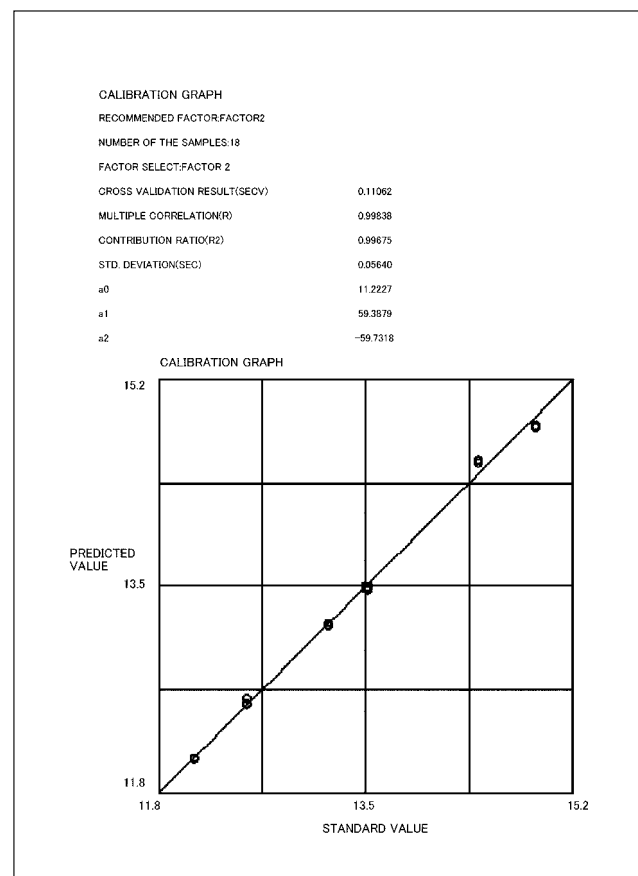 CALIBRATION GRAPH
RECOMMENDED FACTOR:FACTOR2
NUMBER OF THE SAMPLES:18
FACTOR SELECT:FACTOR 2
CROSS VALIDATION RESULT(SECV) 0.11062
MULTIPLE CORRELATION(R) 0.99838
CONTRIBUTION RATIO(R2) 0.99675
STD. DEVIATION(SEC) 0.05640
a0 11.2227
a1 59.3879
a2 -59.7318
CALIBRATION GRAPH
15.2
PREDICTED
VALUE
13.5
11.8
11.8 13.5 15.2
STANDARD VALUE